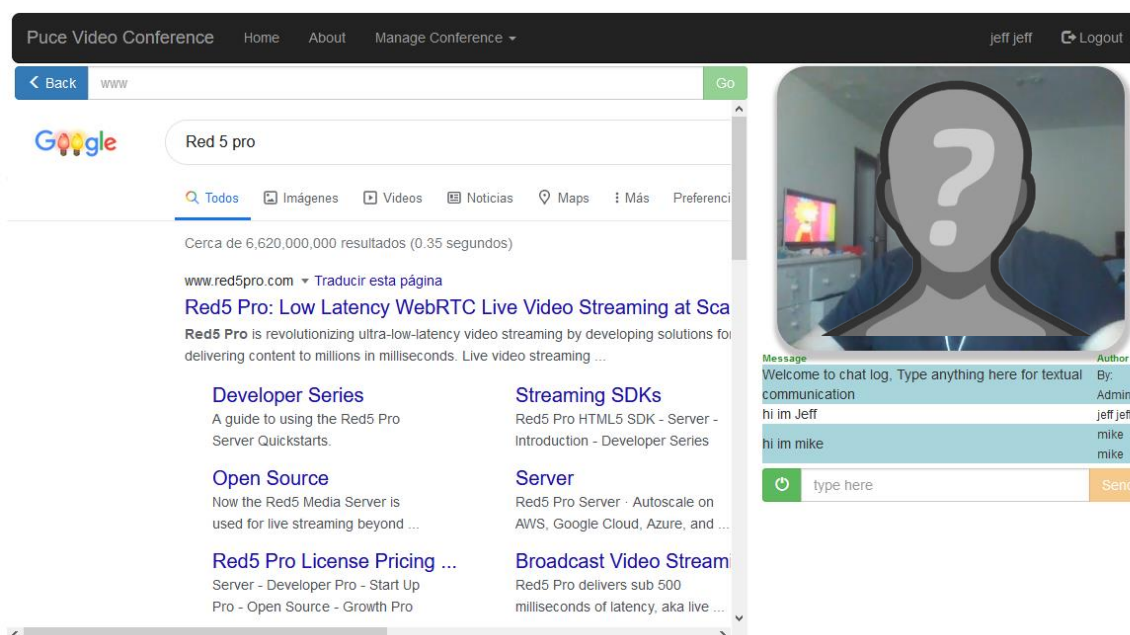 Puce Video Conference Home About Manage Conference jeff jeff Logout
Back www Go
Google Red 5 pro
Todos Imágenes Videos Noticias Maps Más Preferenci
Cerca de 6,620,000,000 resultados (0.35 segundos)
www.red5pro.com Traducir esta página
Red5 Pro: Low Latency WebRTC Live Video Streaming at Sca
Red5 Pro is revolutionizing ultra-low-latency video streaming by developing solutions for
delivering content to millions in milliseconds. Live video streaming ...
Developer Series
A guide to using the Red5 Pro
Server Quickstarts.
Streaming SDKs
Red5 Pro HTML5 SDK - Server -
Introduction - Developer Series
Open Source
Now the Red5 Media Server is
used for live streaming beyond ...
Server
Red5 Pro Server · Autoscale on
AWS, Google Cloud, Azure, and ...
Red5 Pro License Pricing ...
Server - Developer Pro - Start Up
Pro - Open Source - Growth Pro
Broadcast Video Streami
Red5 Pro delivers sub 500
milliseconds of latency, aka live ...
?
Message Author
Welcome to chat log, Type anything here for textual By:
communication Admin
hi im Jeff jeff jeff
hi im mike mike
mike
type here Send